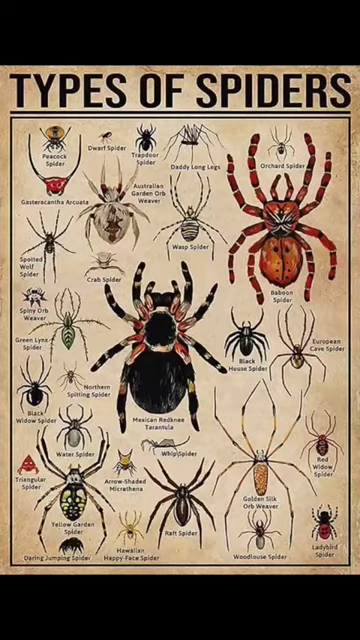 TYPES OF SPIDERS
Peacock
Spider
Dwarf Spider
Trapdoor
Spider
Daddy Long Legs
Orchard Spider
Gasteracantha Arcuata
Australian
Garden Orb
Weaver
Wasp Spider
Spotted
Wolf
Spider
Crab Spider
Baboon
Spider
Spiny Orb
Weaver
Green Lynx
Spider
Black
House Spider
European
Cave Spider
Northern
Spitting Spider
Black
Widow Spider
Mexican Redknee
Tarantula
Water Spider
WhipSpider
Red
Widow
Spider
Triangular
Spider
Arrow-Shaded
Micrathena
Golden Silk
Orb Weaver
Yellow Garden
Spider
Raft Spider
Daring Jumping Spider
Hawaiian
Happy-Face Spider
Woodlouse Spider
Ladybird
Spider